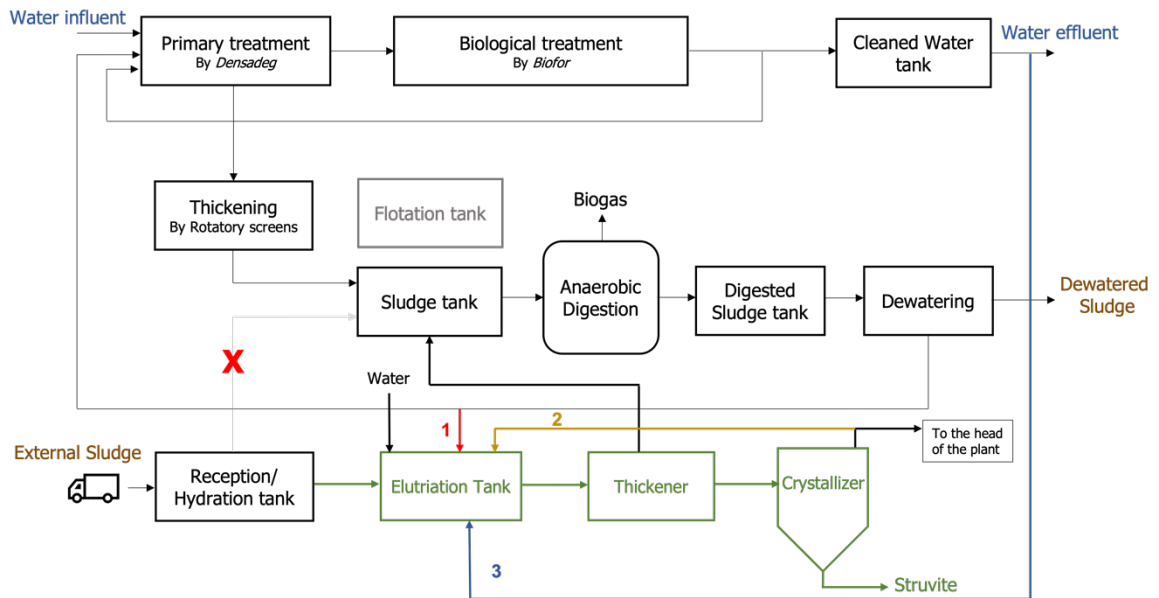 Water influent
Primary treatment
By Densadeg
Biological treatment
By Biofor
Cleaned Water
tank
Water effluent
Thickening
By Rotatory screens
Flotation tank
Biogas
Sludge tank
Anaerobic
Digestion
Digested
Sludge tank
Dewatering
Dewatered
Sludge
X
Water
1
2
To the head
of the plant
External Sludge
Reception/
Hydration tank
Elutriation Tank
Thickener
Crystallizer
3
Struvite